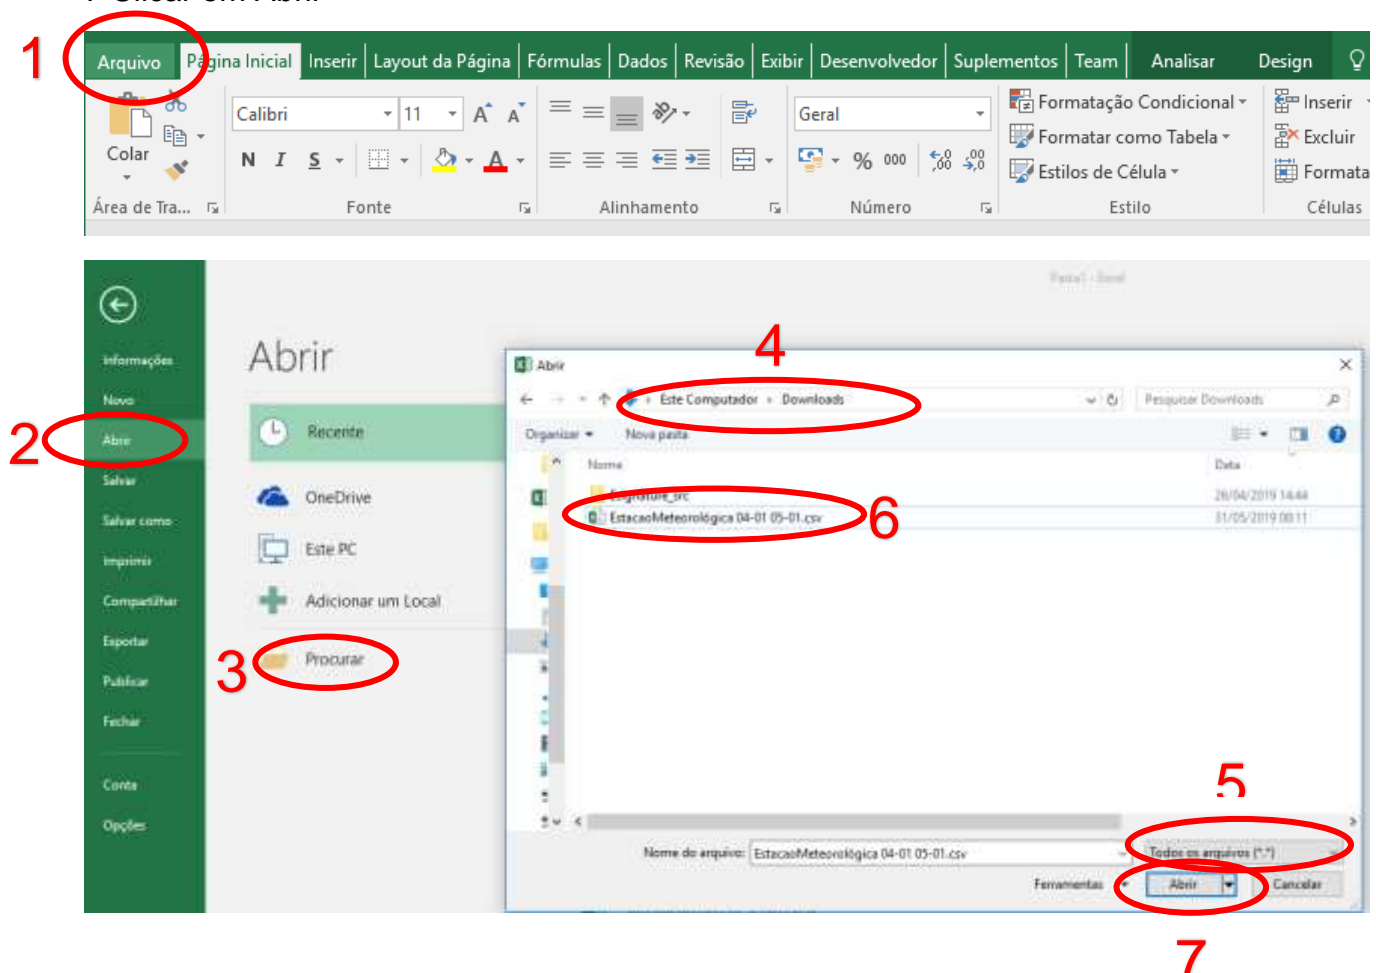 1
Arquivo Página Inicial Inserir Layout da Página Fórmulas Dados Revisão Exibir Desenvolvedor Suplementos Team Analisar Design
Calibri 11 A A Geral Formatação Condicional Inserir
Colar Formatar como Tabela Excluir
N I S A % 000 Estilos de Célula Formata
Área de Tra... Fonte Alinhamento Número Estilo Células
4
Abrir
Abrir
Informações
Novo
Este Computador Downloads Pesquisar Downloads
2
Abrir
Recente
Organizar Nova pasta
Nome Data
Salvar
OneDrive
26/04/2019 14:44
EstacaoMeteorológica 04-01 05-01.csv 31/05/2019 08:11
6
Salvar como
Imprimir
Este PC
Compartilhar
Adicionar um Local
Exportar
3
Procurar
Publicar
Fechar
Conta
5
Opções
Nome do arquivo: EstacaoMeteorológica 04-01 05-01.csv Todos os arquivos (*.*)
Ferramentas Abrir Cancelar
7